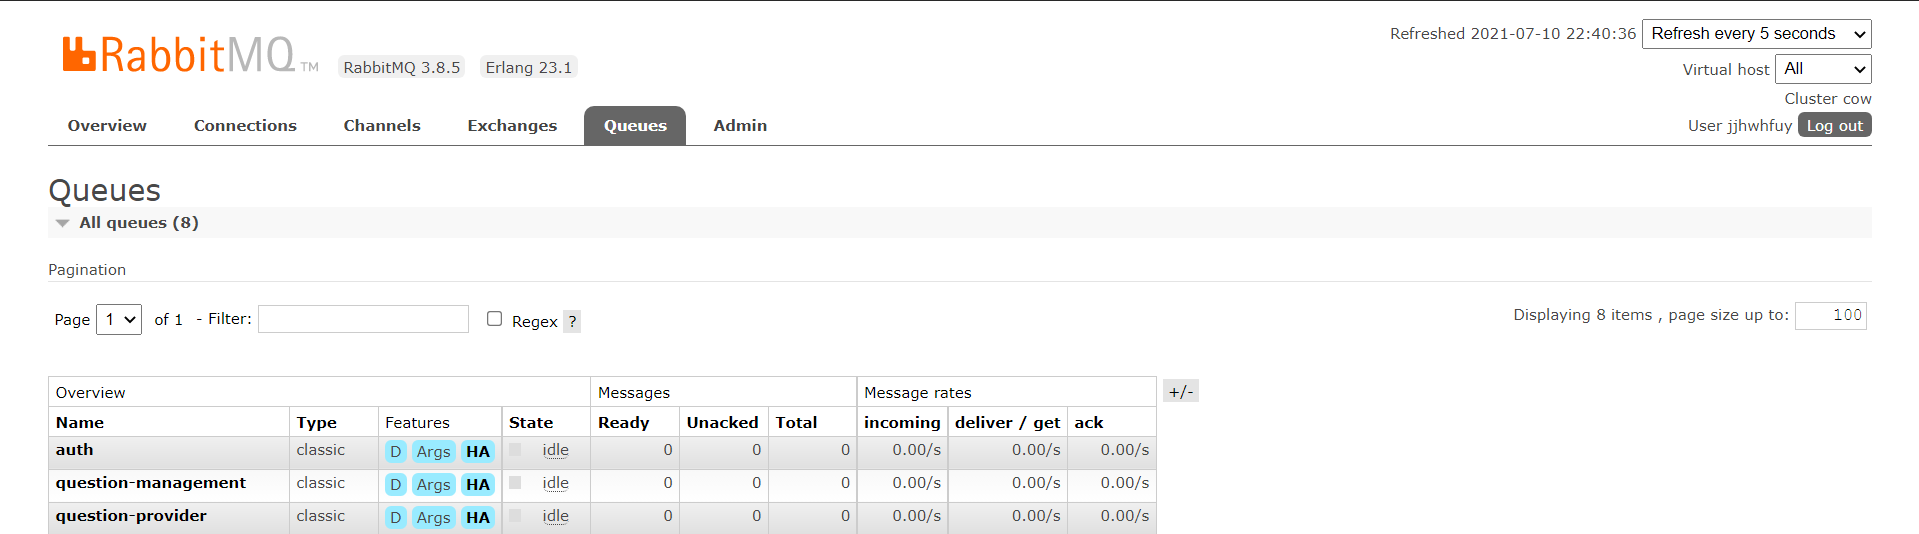 RabbitMQ TM RabbitMQ 3.8.5 Erlang 23.1
Refreshed 2021-07-10 22:40:36 Refresh every 5 seconds
Virtual host All
Cluster cow
User jjhwhfuy Log out
Overview Connections Channels Exchanges Queues Admin
Queues
All queues (8)
Pagination
Page 1 of 1 - Filter: Regex ? Displaying 8 items , page size up to: 100
Overview Messages Message rates +/-
Name Type Features State Ready Unacked Total incoming deliver / get ack
auth classic D Args HA idle 0 0 0 0.00/s 0.00/s 0.00/s
question-management classic D Args HA idle 0 0 0 0.00/s 0.00/s 0.00/s
question-provider classic D Args HA idle 0 0 0 0.00/s 0.00/s 0.00/s